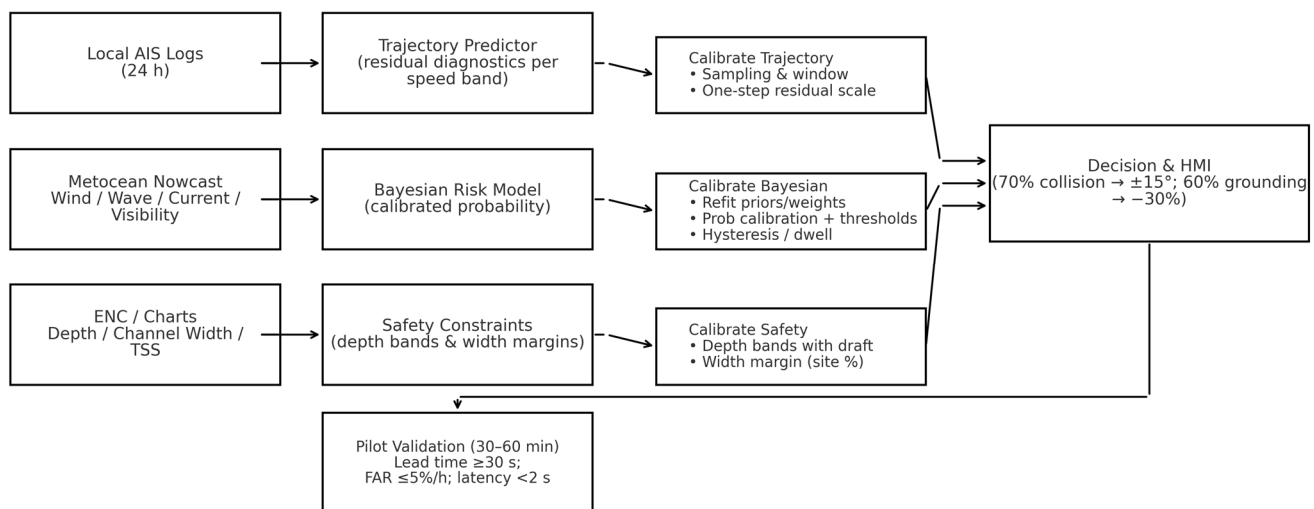 Local AIS Logs
(24 h)
Trajectory Predictor
(residual diagnostics per
speed band)
Calibrate Trajectory
• Sampling & window
• One-step residual scale
Metocean Nowcast
Wind / Wave / Current /
Visibility
Bayesian Risk Model
(calibrated probability)
Calibrate Bayesian
• Refit priors/weights
• Prob calibration + thresholds
• Hysteresis / dwell
Decision & HMI
(70% collision → ±15°; 60% grounding
→ −30%)
ENC / Charts
Depth / Channel Width /
TSS
Safety Constraints
(depth bands & width margins)
Calibrate Safety
• Depth bands with draft
• Width margin (site %)
Pilot Validation (30–60 min)
Lead time ≥30 s;
FAR ≤5%/h; latency <2 s